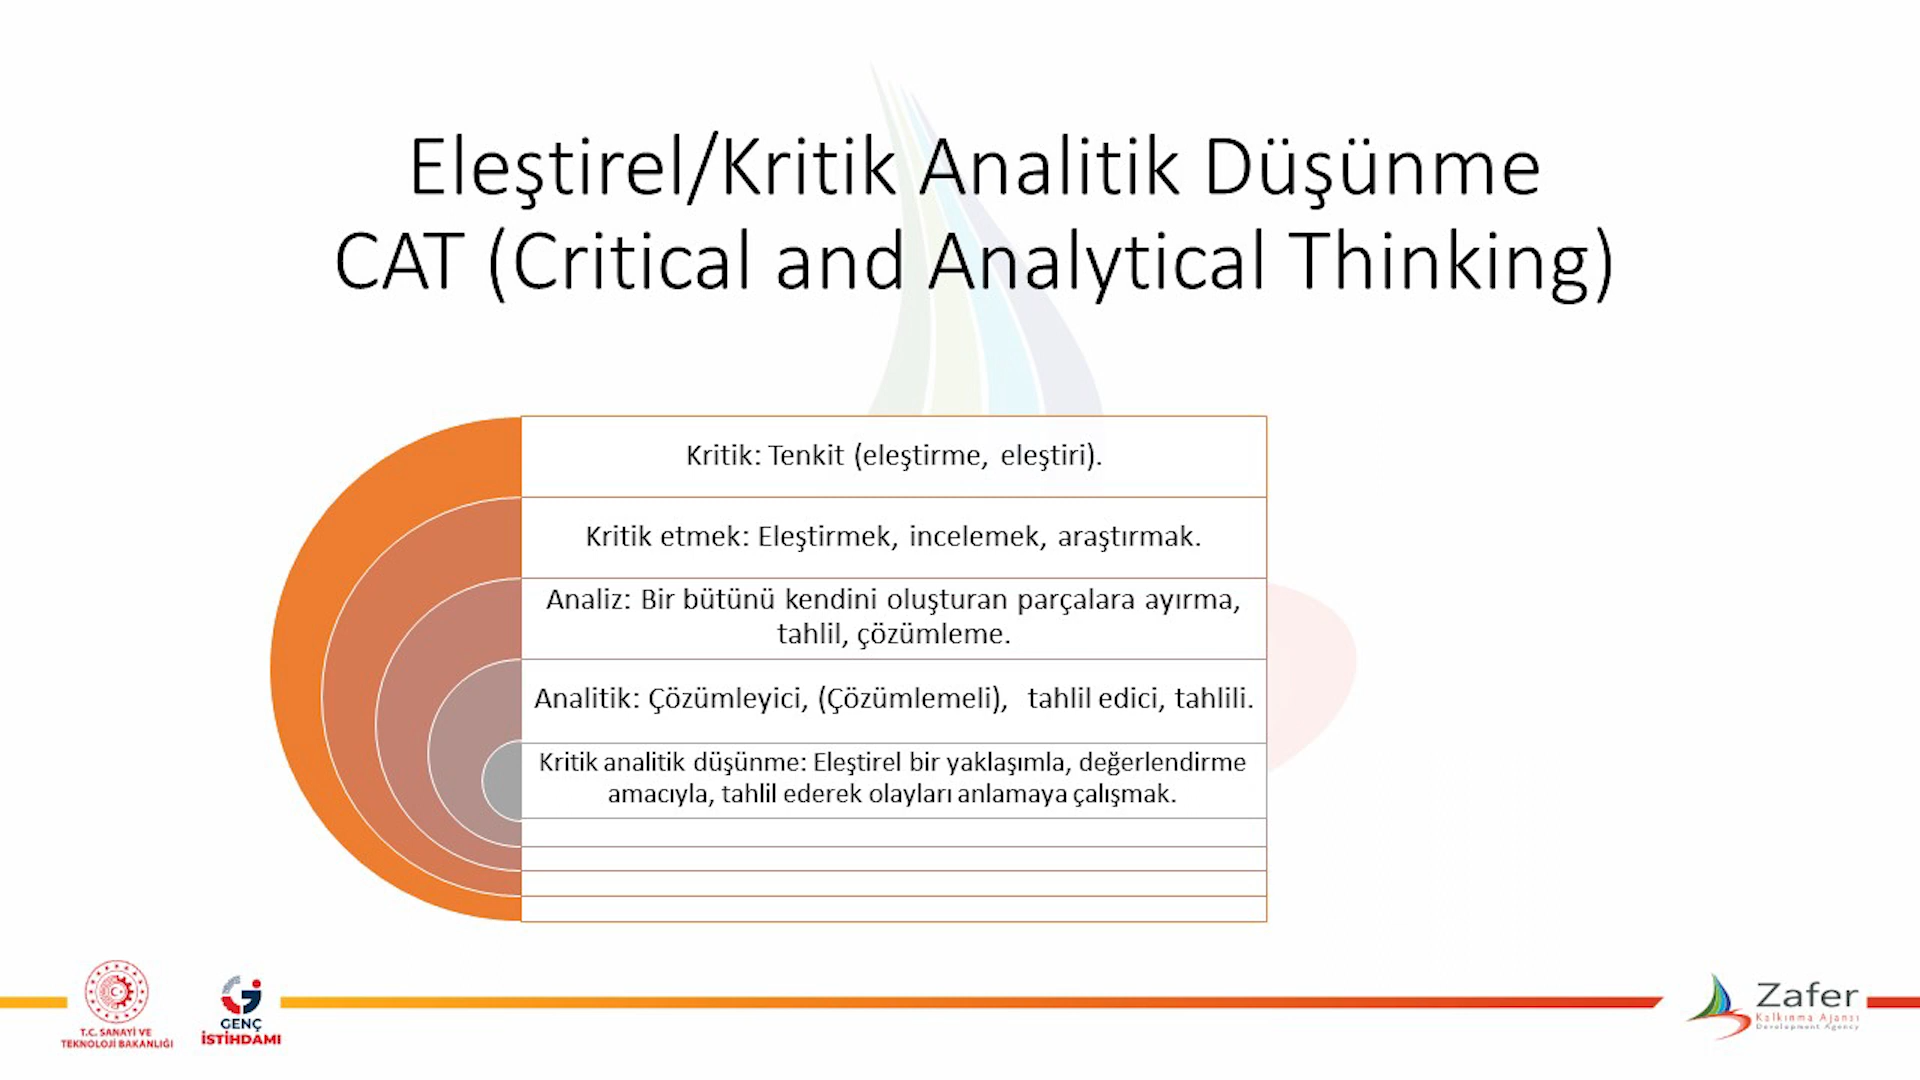 Eleştirel/Kritik Analitik Düşünme
CAT (Critical and Analytical Thinking)
Kritik: Tenkit (eleştirme, eleştiri).
Kritik etmek: Eleştirmek, incelemek, araştırmak.
Analiz: Bir bütünü kendini oluşturan parçalara ayırma,
tahlil, çözümleme.
Analitik: Çözümleyici, (Çözümlemeli), tahlil edici, tahlili.
Kritik analitik düşünme: Eleştirel bir yaklaşımla, değerlendirme
amacıyla, tahlil ederek olayları anlamaya çalışmak.
T.C. SANAYİ VE
TEKNOLOJİ BAKANLIĞI
GENÇ
İSTİHDAMI
Zafer
Kalkınma Ajansı
Development Agency